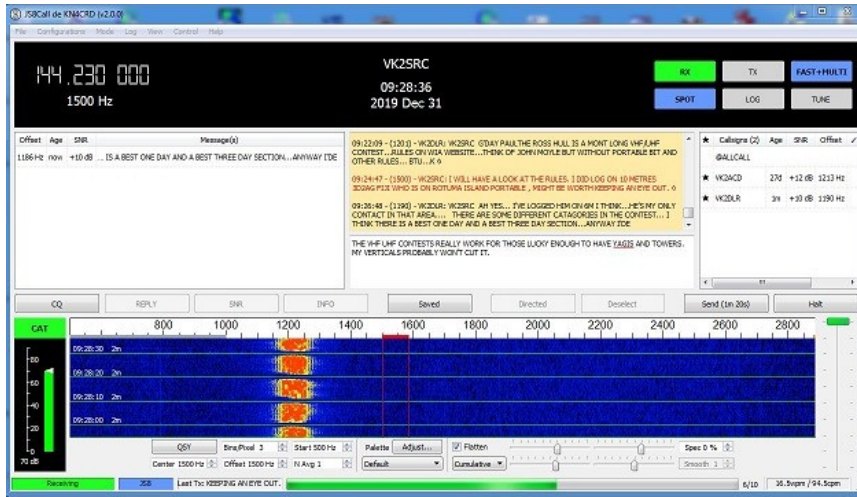 JS8Call de KN4CRD (v2.0.0)
File Configurations Mode Log View Control Help
144.230 000
1500 Hz
VK2SRC
09:28:36
2019 Dec 31
RX TX FAST+MULTI
SPOT LOG TUNE
Offset Age SNR Message(s)
1186 Hz now +10 dB ... IS A BEST ONE DAY AND A BEST THREE DAY SECTION...ANYWAY IDE
09:22:09 - (1201) - VK2DLR: VK2SRC G'DAY PAUL THE ROSS HULL IS A MONT LONG VHF/UHF
CONTEST...RULES ON WIA WEBSITE...THINK OF JOHN MOYLE BUT WITHOUT PORTABLE BIT AND
OTHER RULES... BTU...K ◊
09:24:47 - (1500) - VK2SRC: I WILL HAVE A LOOK AT THE RULES. I DID LOG ON 10 METRES
3D2AG FIJI WHO IS ON ROTUMA ISLAND PORTABLE , MIGHT BE WORTH KEEPING AN EYE OUT. ◊
09:26:48 - (1190) - VK2DLR: VK2SRC AH YES... I'VE LOGGED HIM ON 6M I THINK...HE'S MY ONLY
CONTACT IN THAT AREA.... THERE ARE SOME DIFFERENT CATAGORIES IN THE CONTEST... I
THINK THERE IS A BEST ONE DAY AND A BEST THREE DAY SECTION...ANYWAY IDE
THE VHF UHF CONTESTS REALLY WORK FOR THOSE LUCKY ENOUGH TO HAVE YAGIS AND TOWERS.
MY VERTICALS PROBABLY WON'T CUT IT.
★ Callsigns (2) Age SNR Offset
@ALLCALL
★ VK2ACD 27d +12 dB 1213 Hz
★ VK2DLR 1m +10 dB 1190 Hz
CQ REPLY SNR INFO Saved Directed Deselect Send (1m 20s) Halt
CAT 800 1000 1200 1400 1600 1800 2000 2200 2400 2600 2800
09:28:30 2m
09:28:20 2m
09:28:10 2m
09:28:00 2m
80
60
40
20
0
70 dB
QSY Bins/Pixel 3 Start 500 Hz Palette Adjust... Flatten Spec 0 %
Center 1500 Hz Offset 1500 Hz N Avg 1 Default Cumulative Smooth 1
Receiving JS8 Last Tx: KEEPING AN EYE OUT. 6/10 16.5wpm / 94.5cpm